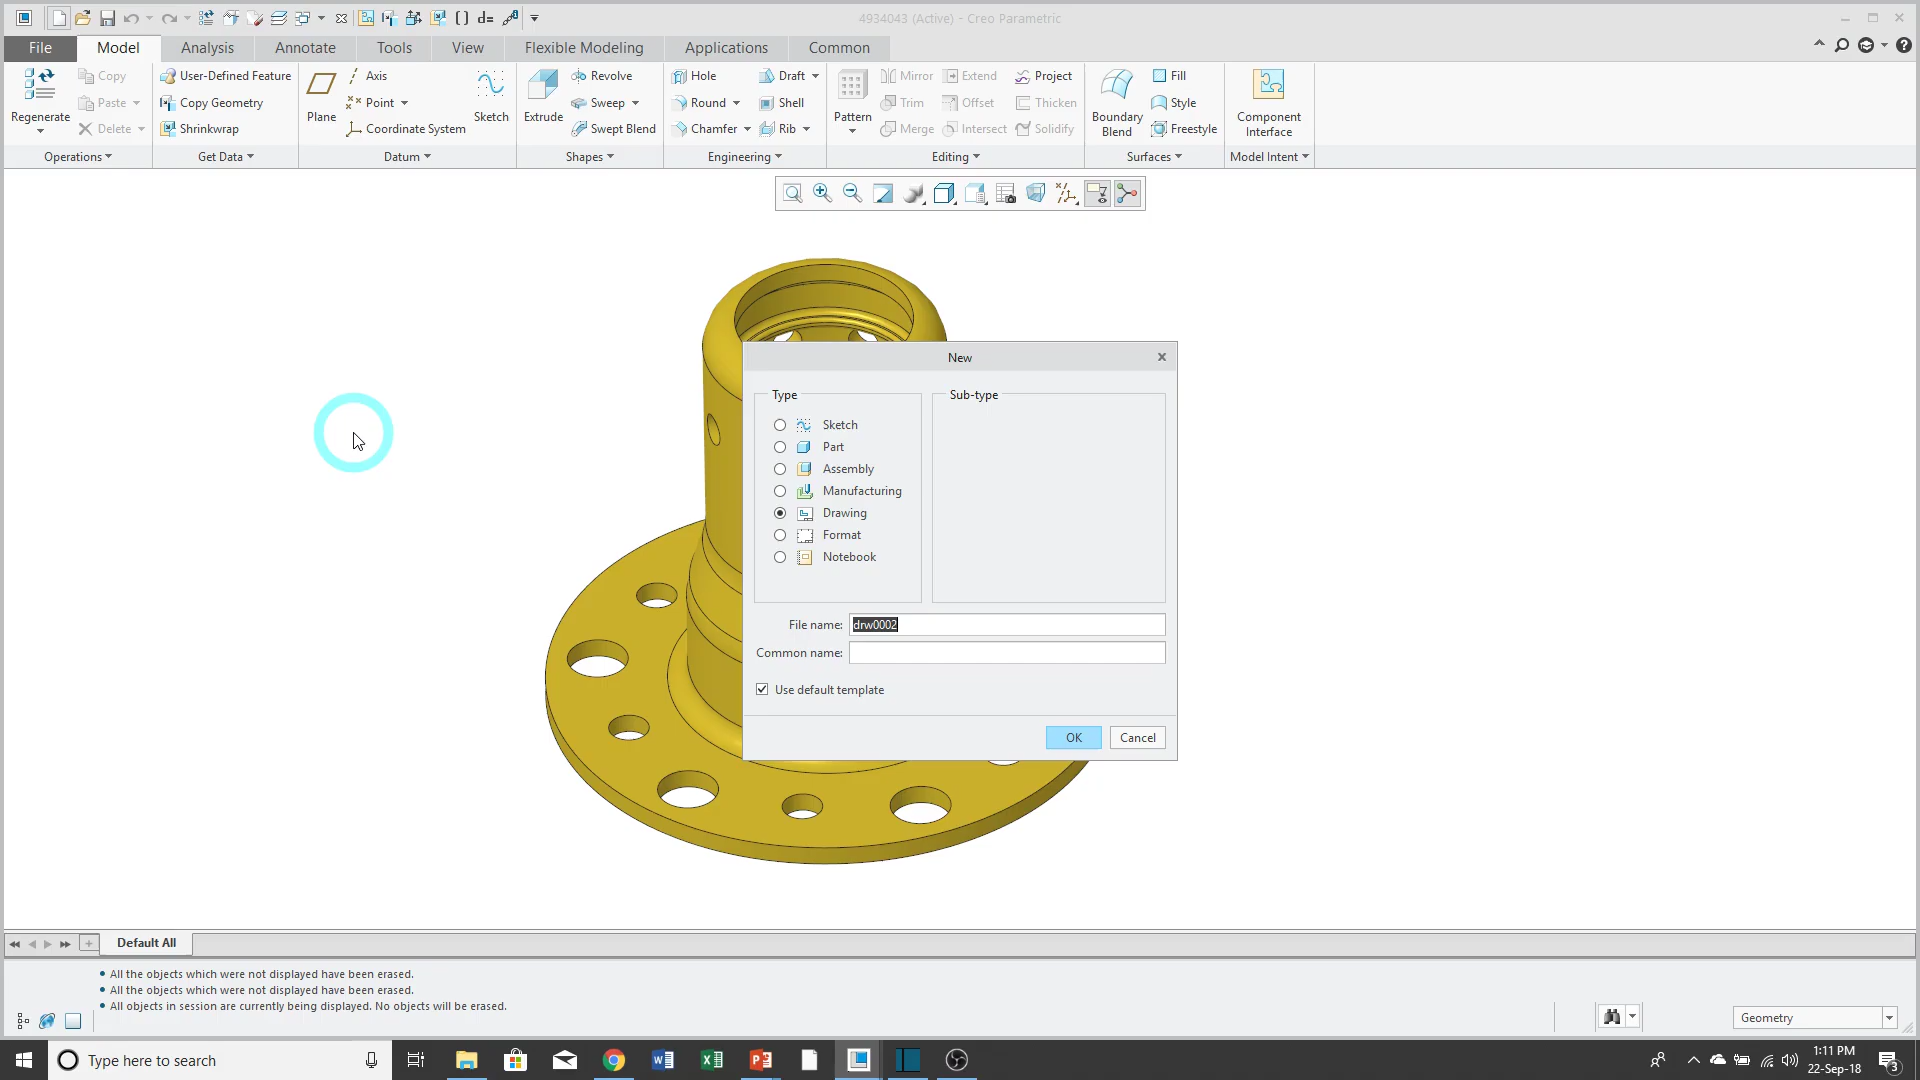 4934043 (Active) - Creo Parametric
File Model Analysis Annotate Tools View Flexible Modeling Applications Common
Regenerate
Copy
Paste
Delete
Operations
User-Defined Feature
Copy Geometry
Shrinkwrap
Get Data
Plane
Axis
Point
Coordinate System
Sketch
Datum
Extrude
Revolve
Sweep
Swept Blend
Shapes
Hole
Round
Chamfer
Draft
Shell
Rib
Engineering
Pattern
Mirror
Trim
Merge
Extend
Offset
Intersect
Project
Thicken
Solidify
Editing
Boundary
Blend
Fill
Style
Freestyle
Surfaces
Component
Interface
Model Intent
New
Type
Sketch
Part
Assembly
Manufacturing
Drawing
Format
Notebook
Sub-type
File name: drw0002
Common name:
Use default template
OK Cancel
Default All
All the objects which were not displayed have been erased.
All the objects which were not displayed have been erased.
All objects in session are currently being displayed. No objects will be erased.
Geometry
Type here to search
1:11 PM
22-Sep-18
3